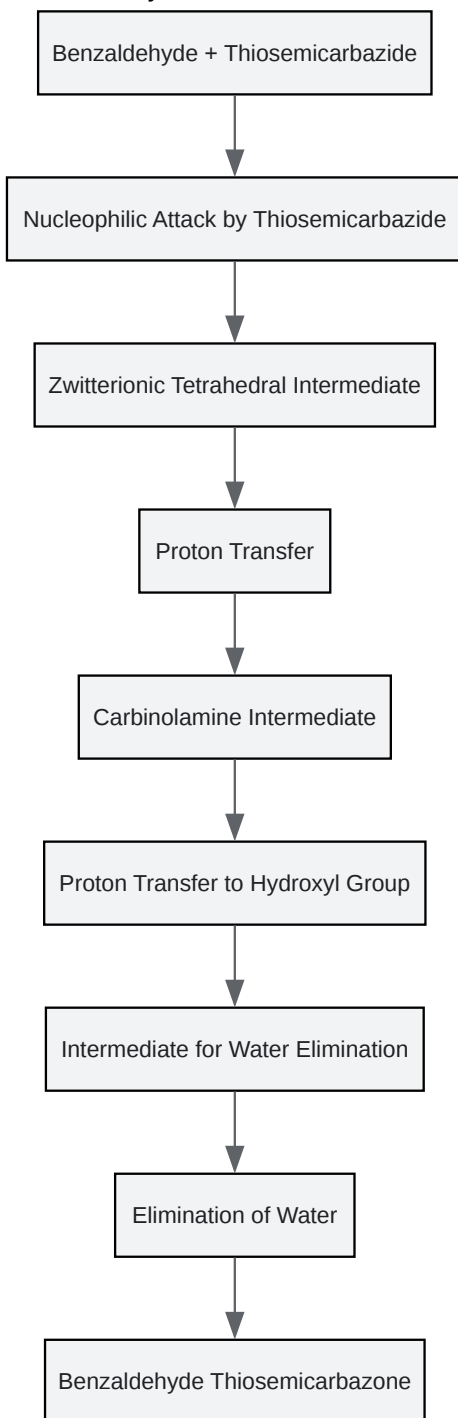 Benzaldehyde + Thiosemicarbazide
Nucleophilic Attack by Thiosemicarbazide
Zwitterionic Tetrahedral Intermediate
Proton Transfer
Carbinolamine Intermediate
Proton Transfer to Hydroxyl Group
Intermediate for Water Elimination
Elimination of Water
Benzaldehyde Thiosemicarbazone